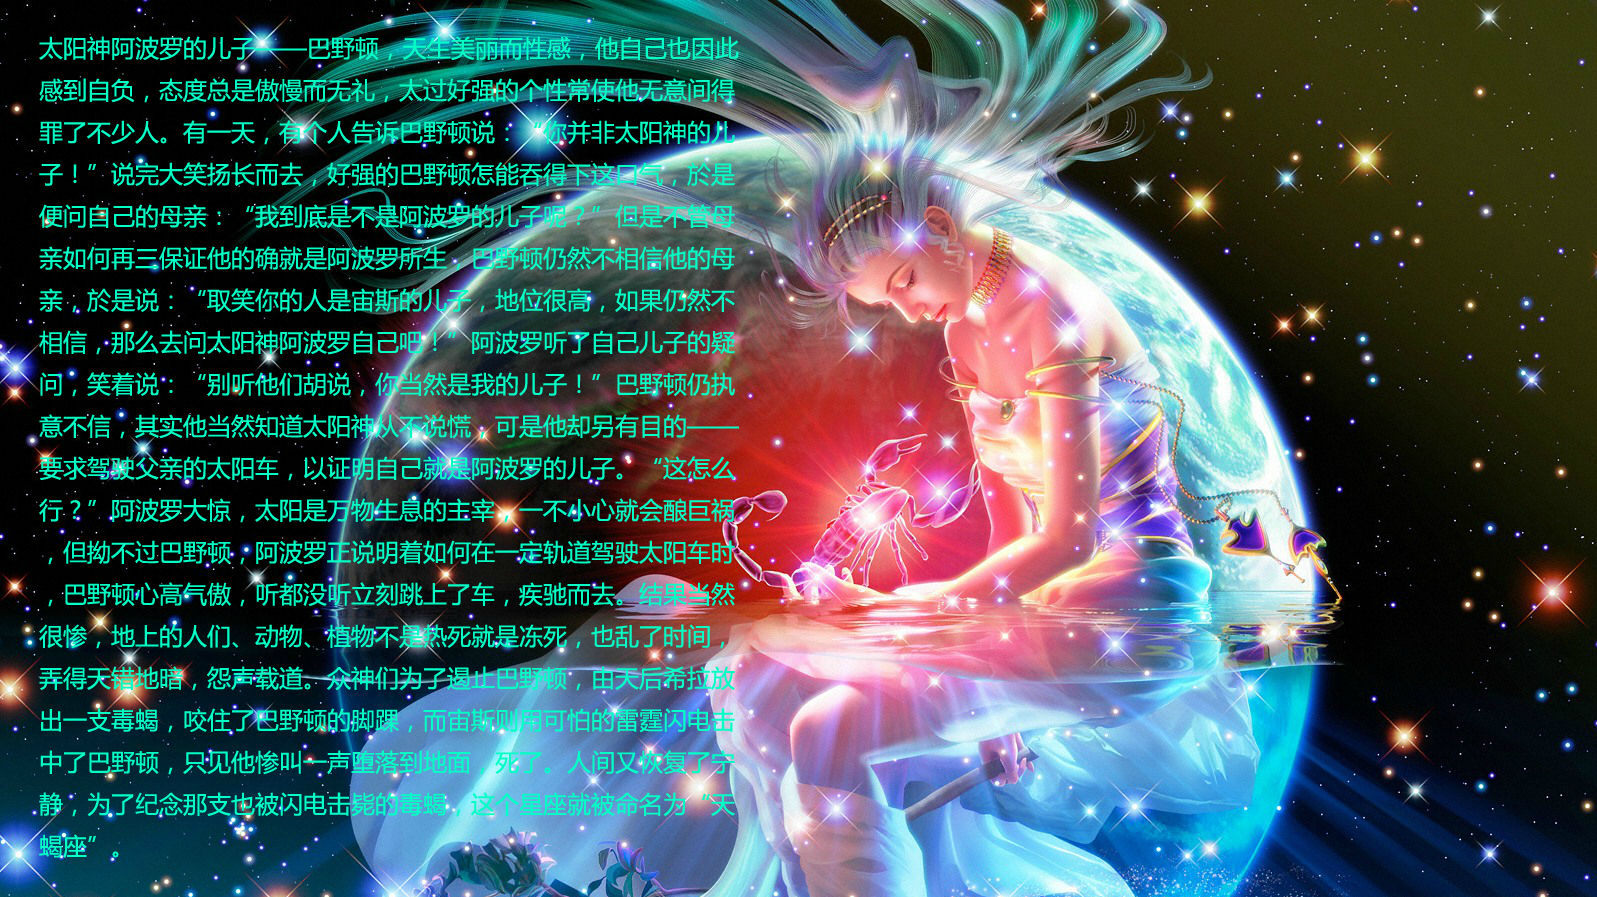 太阳神阿波罗的儿子——巴野顿，天生美丽而性感，他自己也因此
感到自负，态度总是傲慢而无礼，太过好强的个性常使他无意间得
罪了不少人。有一天，有个人告诉巴野顿说：“你并非太阳神的儿
子！”说完大笑扬长而去，好强的巴野顿怎能吞得下这口气，於是
便问自己的母亲：“我到底是不是阿波罗的儿子呢？”但是不管母
亲如何再三保证他的确就是阿波罗所生，巴野顿仍然不相信他的母
亲，於是说：“取笑你的人是宙斯的儿子，地位很高，如果仍然不
相信，那么去问太阳神阿波罗自己吧！”阿波罗听了自己儿子的疑
问，笑着说：“别听他们胡说，你当然是我的儿子！”巴野顿仍执
意不信，其实他当然知道太阳神从不说慌，可是他却另有目的——
要求驾驶父亲的太阳车，以证明自己就是阿波罗的儿子。“这怎么
行？”阿波罗大惊，太阳是万物生息的主宰，一不小心就会酿巨祸
，但拗不过巴野顿，阿波罗正说明着如何在一定轨道驾驶太阳车时
，巴野顿心高气傲，听都没听立刻跳上了车，疾驰而去。结果当然
很惨，地上的人们、动物、植物不是热死就是冻死，也乱了时间，
弄得天错地暗，怨声载道。众神们为了遏止巴野顿，由天后希拉放
出一支毒蝎，咬住了巴野顿的脚踝，而宙斯则用可怕的雷霆闪电击
中了巴野顿，只见他惨叫一声堕落到地面，死了。人间又恢复了宁
静，为了纪念那支也被闪电击毙的毒蝎，这个星座就被命名为“天
蝎座”。